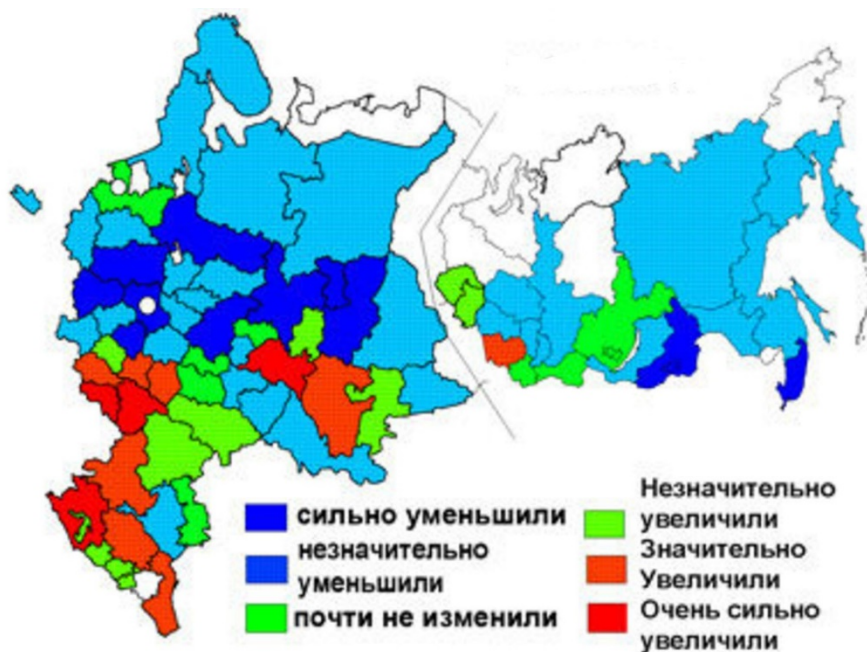 сильно уменьшили
незначительно
уменьшили
почти не изменили
Незначительно
увеличили
Значительно
Увеличили
Очень сильно
увеличили